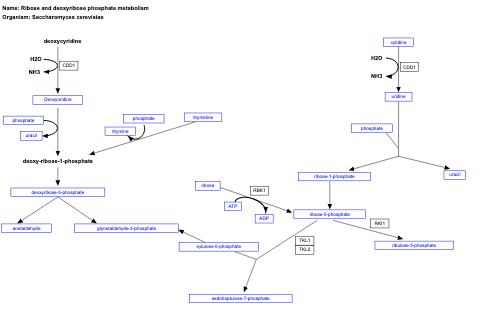 Name: Ribose and deoxyribose phosphate metabolism
Organism: Saccharomyces cerevisiae
deoxycyridine
cytidine
H2O
CDD1
NH3
H2O
CDD1
NH3
Deoxyuridine
uridine
phosphate
phosphate
thymidine
uracil
thymine
phosphate
deoxy-ribose-1-phosphate
ribose-1-phosphate
uracil
deoxyribose-5-phosphate
ribose
RBK1
ATP
ADP
ribose-5-phosphate
RKI1
acetaldehyde
glyceraldehyde-3-phosphate
xylulose-5-phosphate
TKL1
TKL2
ribulose-5-phosphate
sedoheptulose-7-phosphate